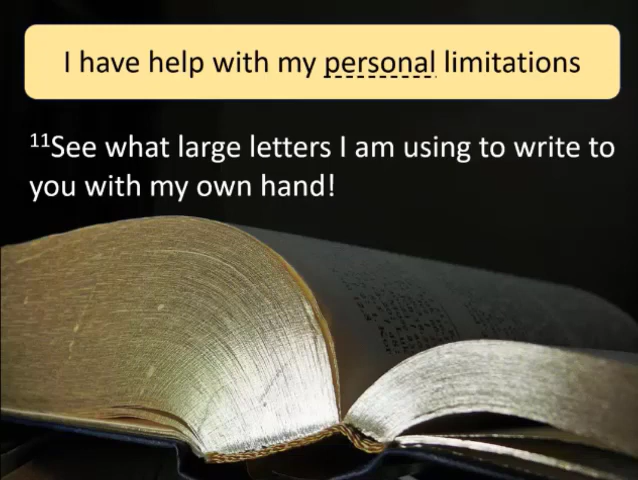 I have help with my personal limitations
¹¹See what large letters I am using to write to
you with my own hand!